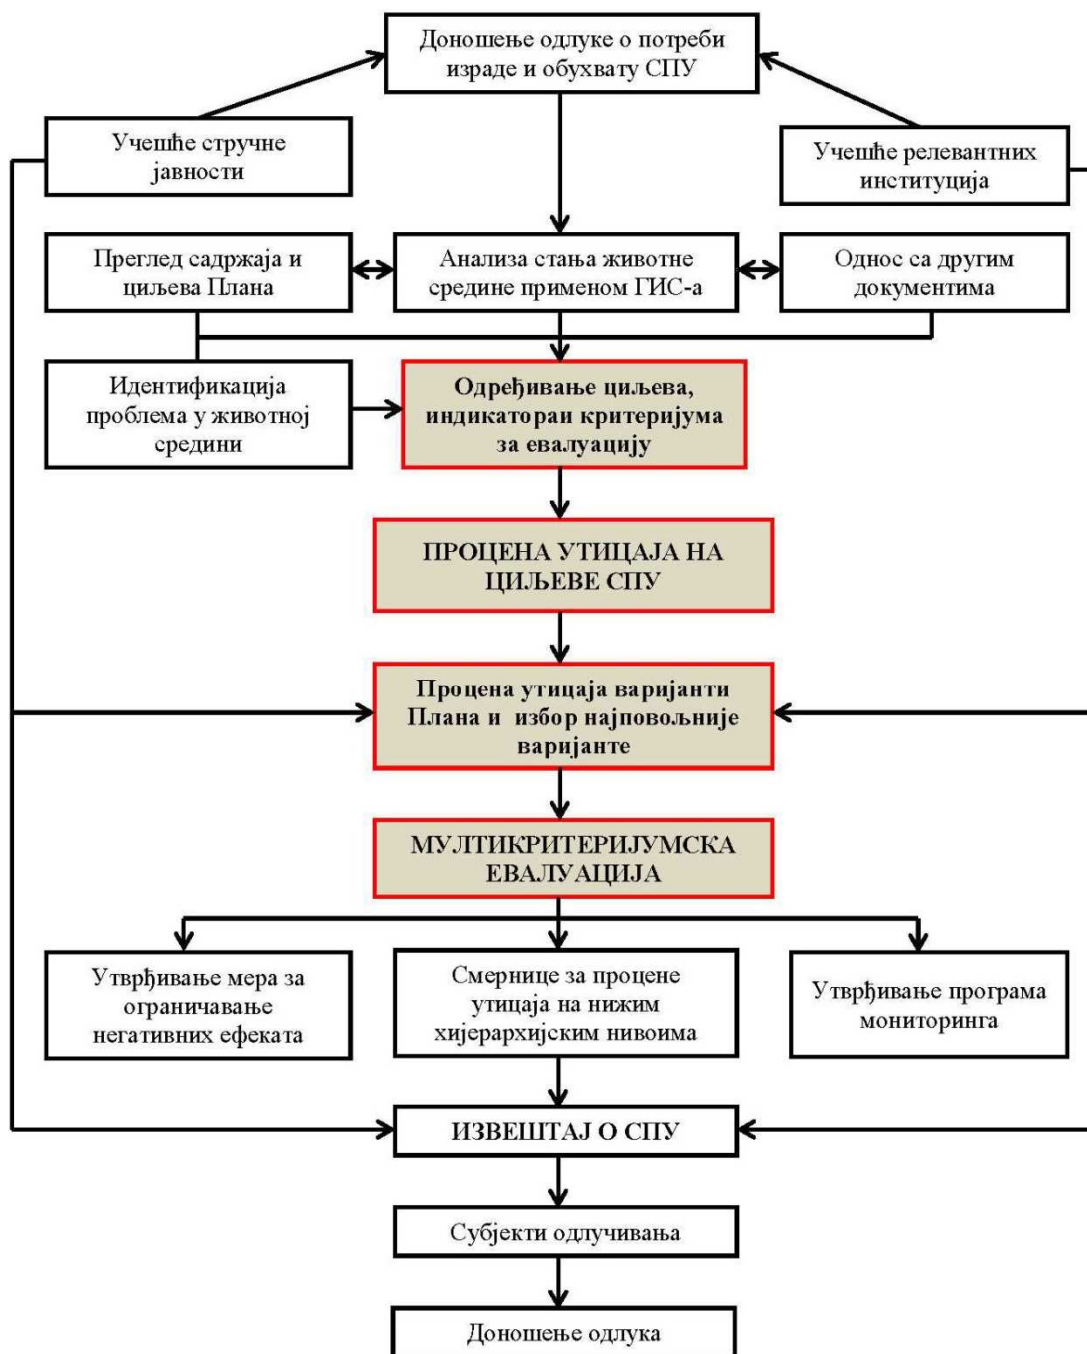 Доношење одлуке о потреби
израде и обухвату СПУ
Учешће стручне
јавности
Учешће релевантних
институција
Преглед садржаја и
циљева Плана
Анализа стања животне
средине применом ГИС-а
Однос са другим
документима
Идентификација
проблема у животној
средини
Одређивање циљева,
индикатораи критеријума
за евалуацију
ПРОЦЕНА УТИЦАЈА НА
ЦИЉЕВЕ СПУ
Процена утицаја варијанти
Плана и избор најповољније
варијанте
МУЛТИКРИТЕРИЈУМСКА
ЕВАЛУАЦИЈА
Утврђивање мера за
ограничавање
негативних ефеката
Смернице за процене
утицаја на нижим
хијерархијским нивоима
Утврђивање програма
мониторинга
ИЗВЕШТАЈ О СПУ
Субјекти одлучивања
Доношење одлука